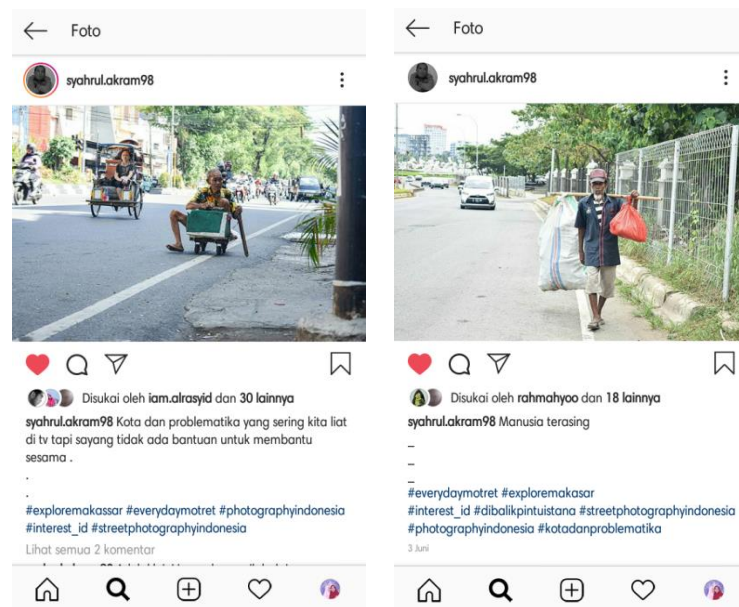 Foto
syahrul.akram98
Disukai oleh iam.alrasyid dan 30 lainnya
syahrul.akram98 Kota dan problematika yang sering kita liat
di tv tapi sayang tidak ada bantuan untuk membantu
sesama .
.
.
#exploremakassar #everydaymotret #photographyindonesia
#interest_id #streetphotographyindonesia
Lihat semua 2 komentar
Foto
syahrul.akram98
Disukai oleh rahmahyoo dan 18 lainnya
syahrul.akram98 Manusia terasing
_
_
_
#everydaymotret #exploremakasar
#interest_id #dibalikpintuistana #streetphotographyindonesia
#photographyindonesia #kotadanproblematika
3 Juni